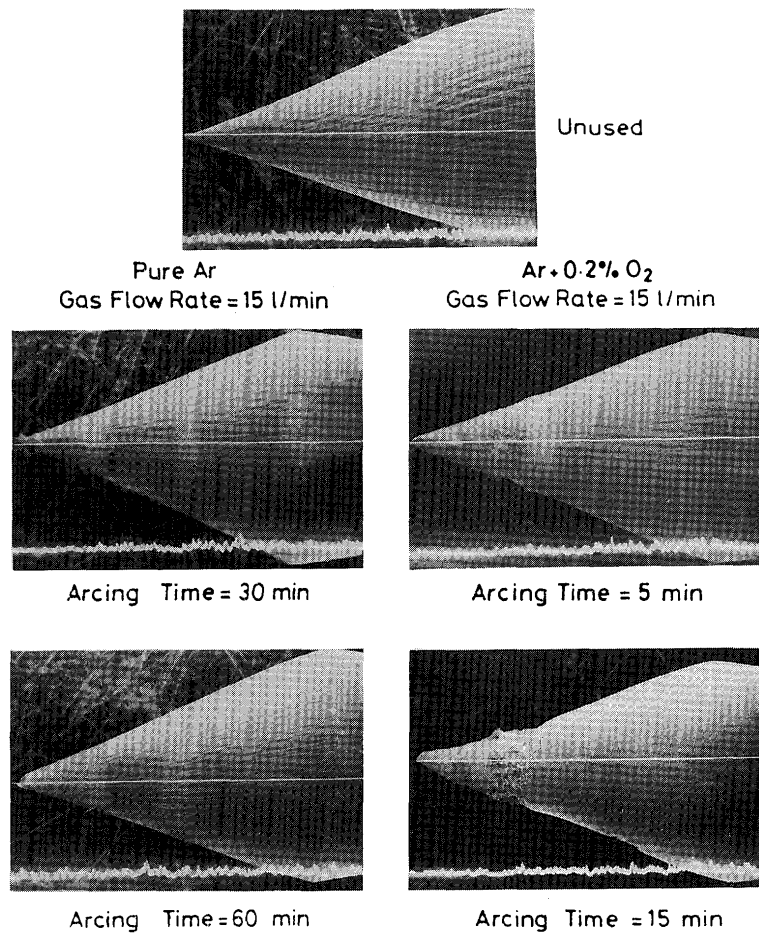 Unused
Pure Ar
Gas Flow Rate = 15 l/min
Ar + 0.2% O₂
Gas Flow Rate = 15 l/min
Arcing Time = 30 min
Arcing Time = 5 min
Arcing Time = 60 min
Arcing Time = 15 min